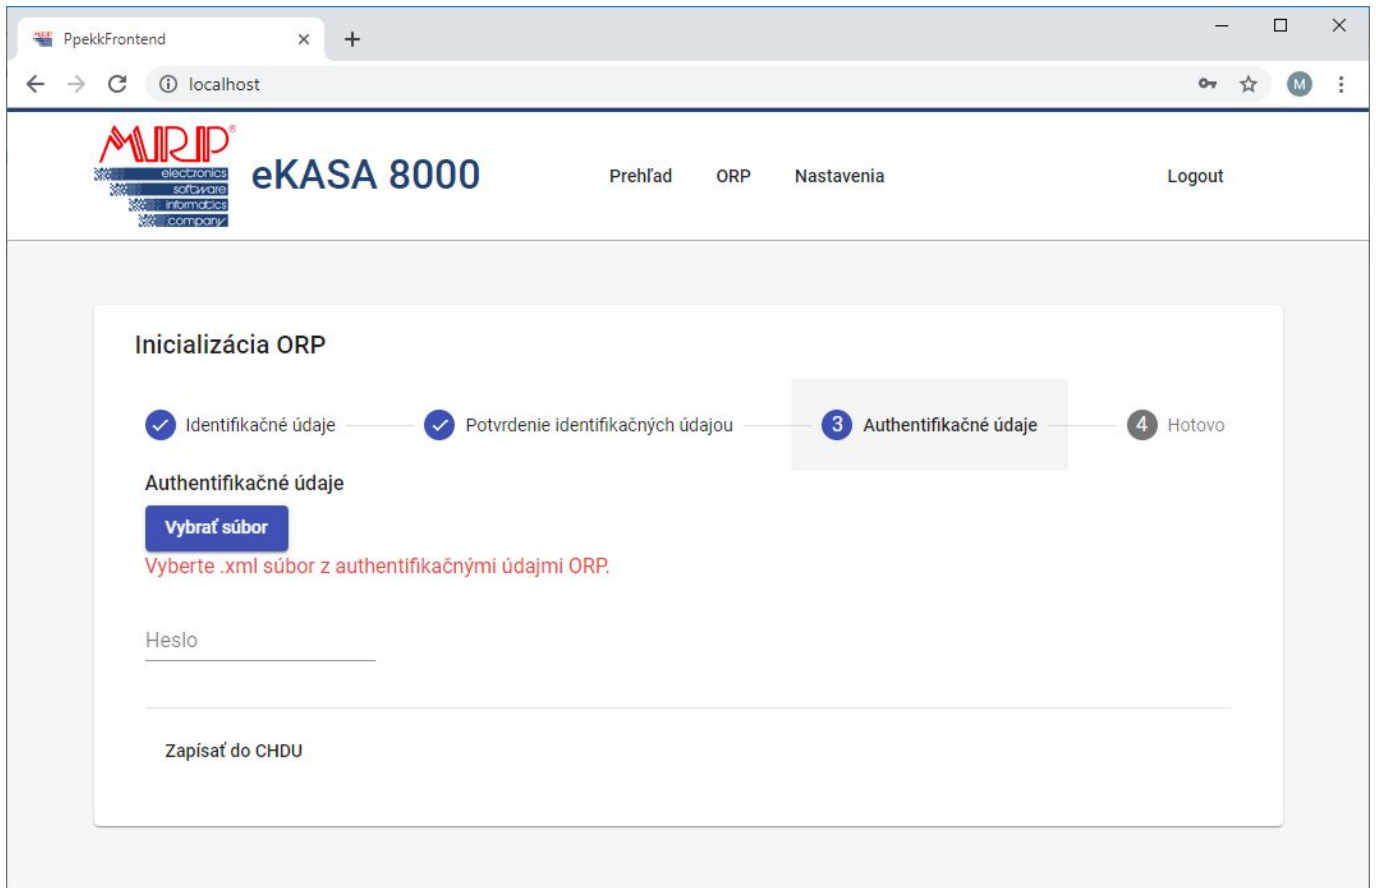 PpekkFrontend
localhost
M
MRP®
electronics
software
informatics
company
eKASA 8000
Prehľad ORP Nastavenia Logout
Inicializácia ORP
Identifikačné údaje Potvrdenie identifikačných údajou 3 Authentifikačné údaje 4 Hotovo
Authentifikačné údaje
Vybrať súbor
Vyberte .xml súbor z authentifikačnými údajmi ORP.
Heslo
Zapísať do CHDU